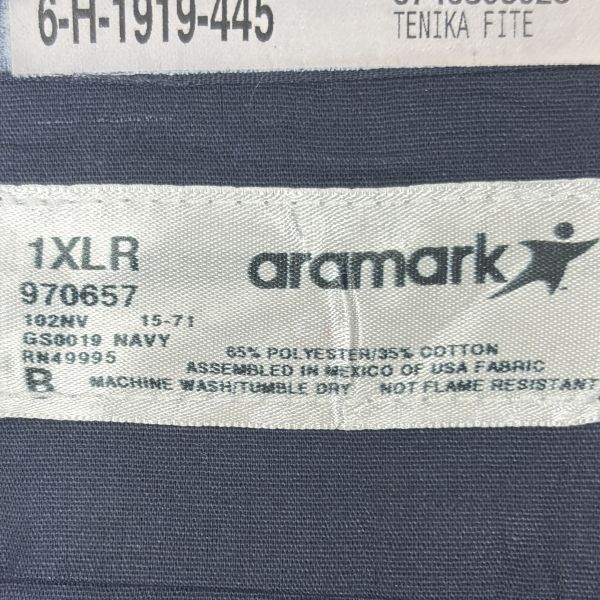 6-H-1919-445
TENIKA FITE
1XLR
aramark
970657
102NV 15-71
GS0019 NAVY
RN49995
65% POLYESTER/35% COTTON
ASSEMBLED IN MEXICO OF USA FABRIC
B MACHINE WASH/TUMBLE DRY NOT FLAME RESISTANT